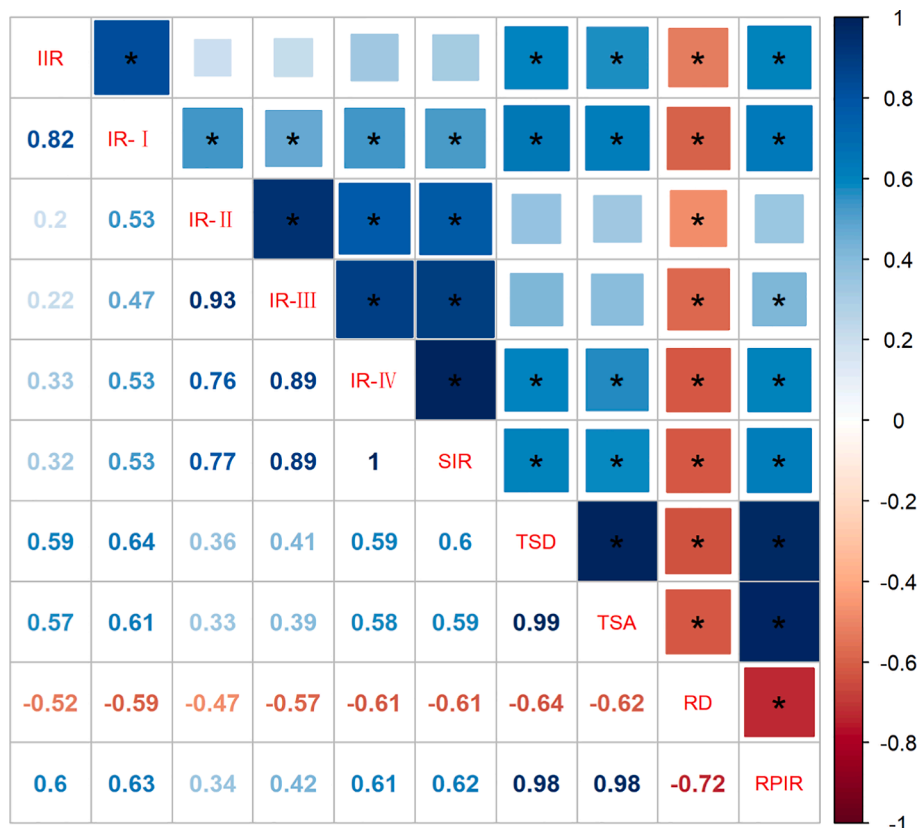 IIR * * * * *
0.82 IR- Ⅰ * * * * * * * *
0.2 0.53 IR- Ⅱ * * * *
0.22 0.47 0.93 IR-Ⅲ * * * *
0.33 0.53 0.76 0.89 IR-Ⅳ * * * * *
0.32 0.53 0.77 0.89 1 SIR * * * *
0.59 0.64 0.36 0.41 0.59 0.6 TSD * * *
0.57 0.61 0.33 0.39 0.58 0.59 0.99 TSA * *
-0.52 -0.59 -0.47 -0.57 -0.61 -0.61 -0.64 -0.62 RD *
0.6 0.63 0.34 0.42 0.61 0.62 0.98 0.98 -0.72 RPIR
1
0.8
0.6
0.4
0.2
0
-0.2
-0.4
-0.6
-0.8
-1